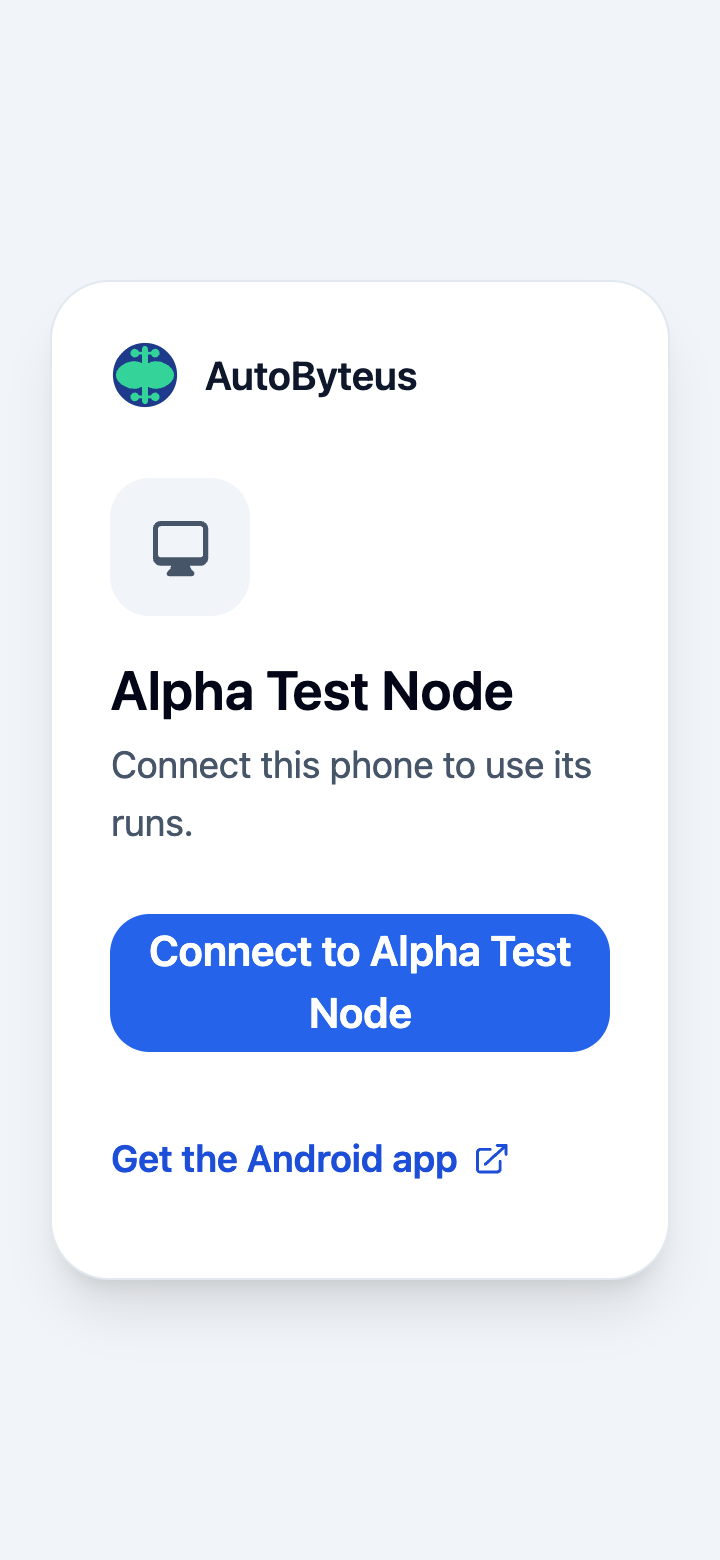 AutoByteus
Alpha Test Node
Connect this phone to use its
runs.
Connect to Alpha Test
Node
Get the Android app